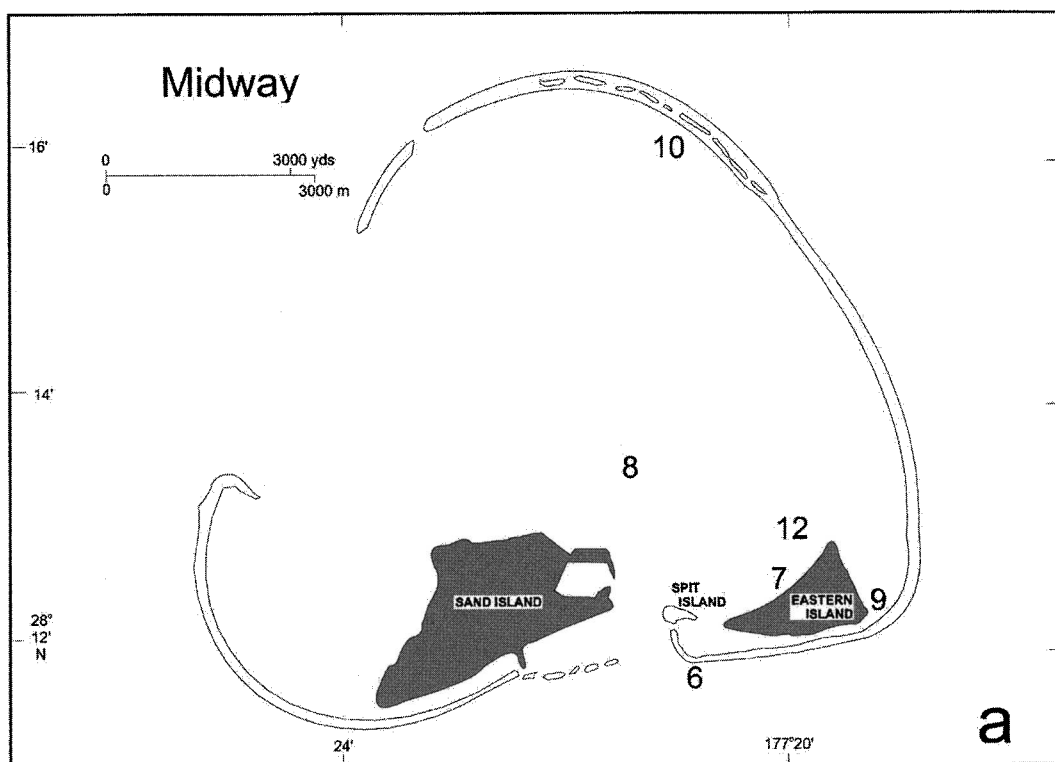 Midway
0 3000 yds
0 3000 m
16'
10
14'
8
12
7
SPIT
ISLAND
SAND ISLAND
EASTERN
ISLAND
9
28°
12'
N
6
a
24'
177°20'